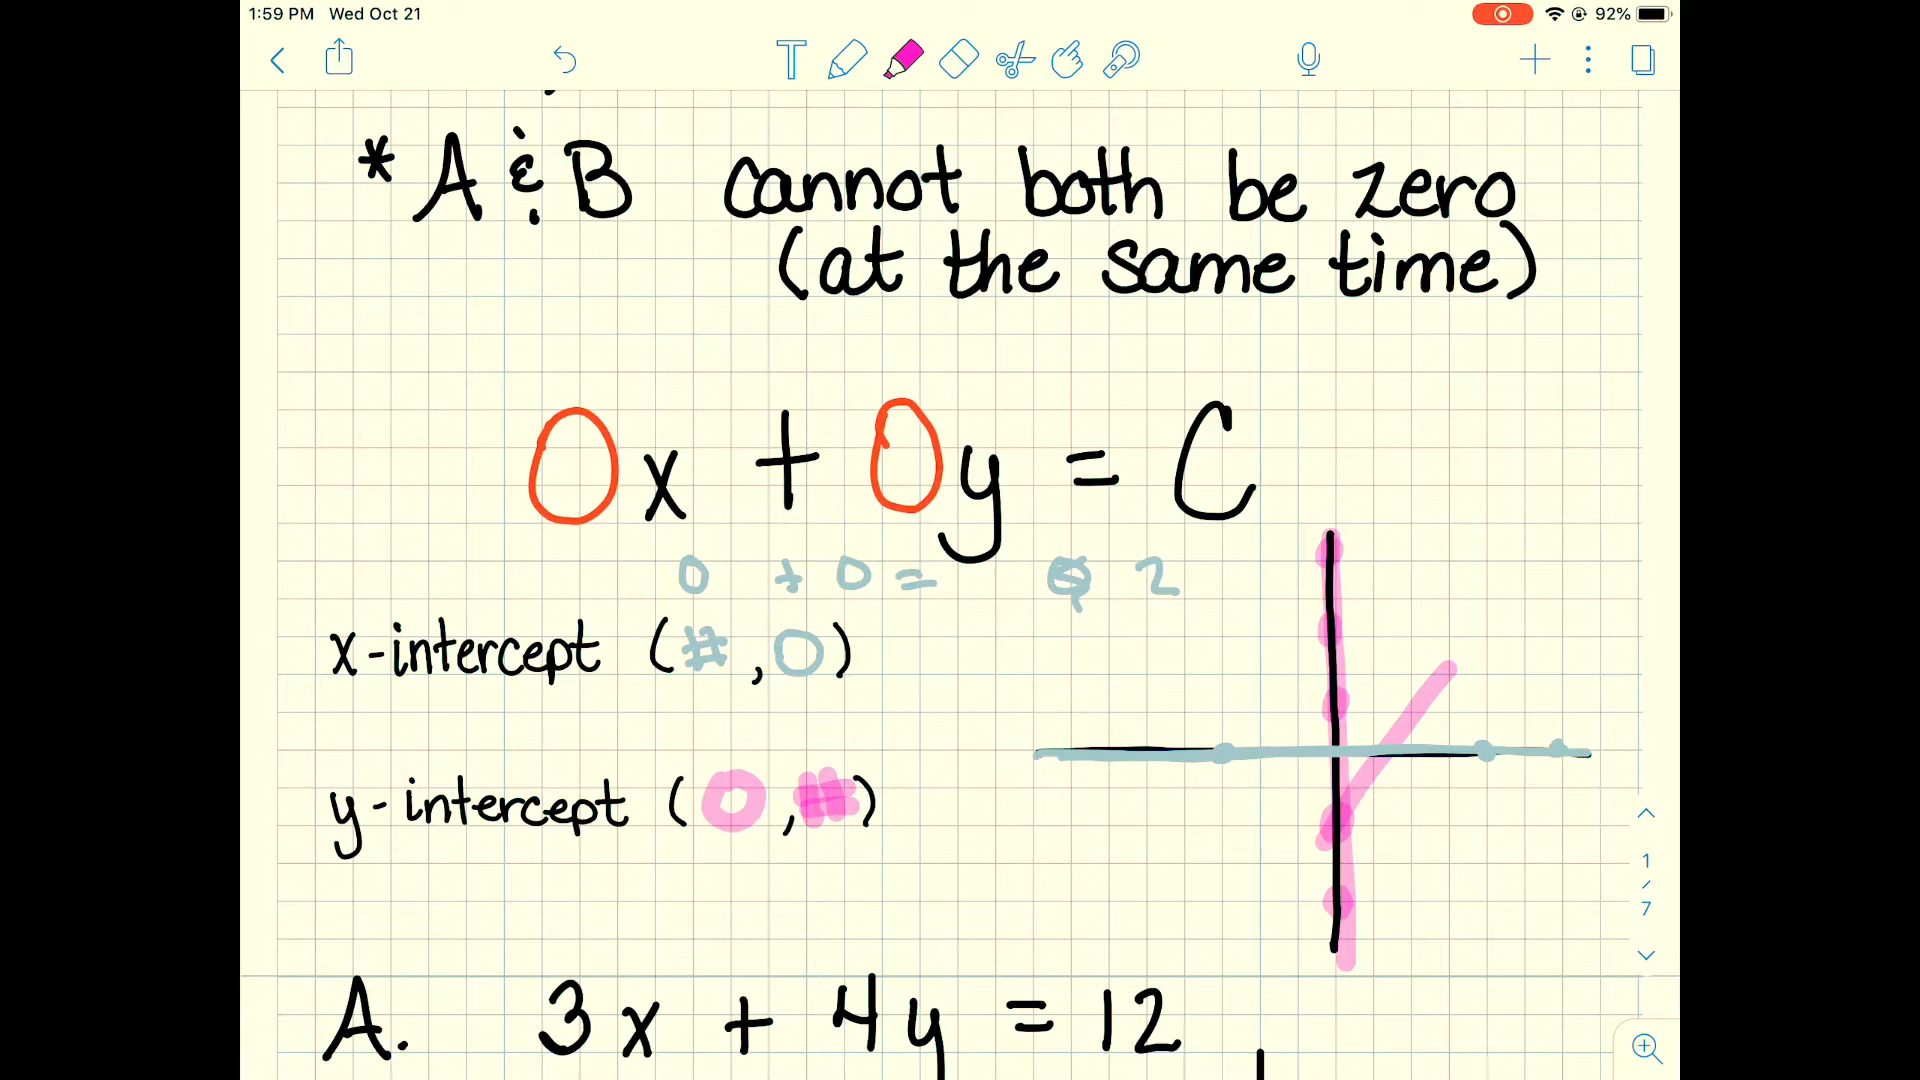 1:59 PM Wed Oct 21
92%
T
* A & B cannot both be zero
(at the same time)
0x + 0y = C
0 + 0 = 2
x-intercept (#,0)
y-intercept (0,#)
1
/
7
A. 3x + 4y = 12